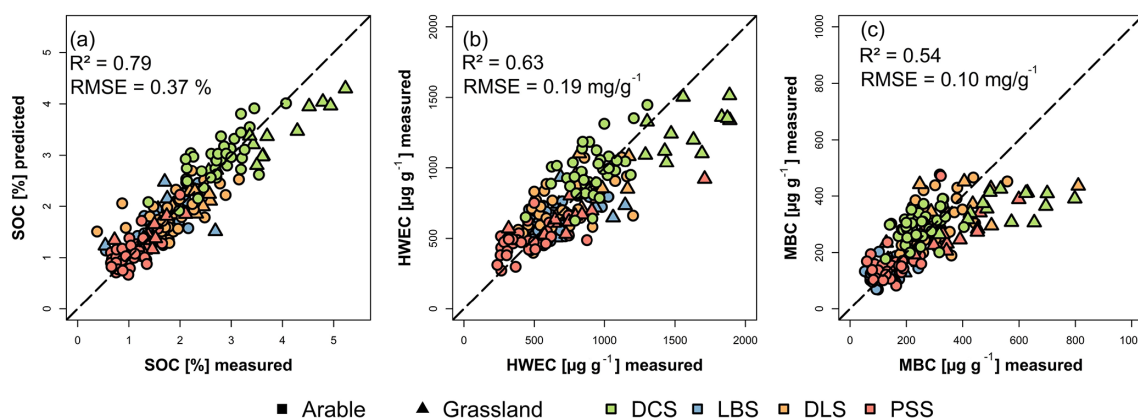 (a)
R² = 0.79
RMSE = 0.37 %
SOC [%] predicted
0 1 2 3 4 5
0 1 2 3 4 5
SOC [%] measured
(b)
R² = 0.63
RMSE = 0.19 mg/g⁻¹
HWEC [µg g⁻¹] measured
0 500 1000 1500 2000
0 500 1000 1500 2000
HWEC [µg g⁻¹] measured
(c)
R² = 0.54
RMSE = 0.10 mg/g⁻¹
MBC [µg g⁻¹] measured
0 200 400 600 800 1000
0 200 400 600 800 100
MBC [µg g⁻¹] measured
Arable Grassland DCS LBS DLS PSS